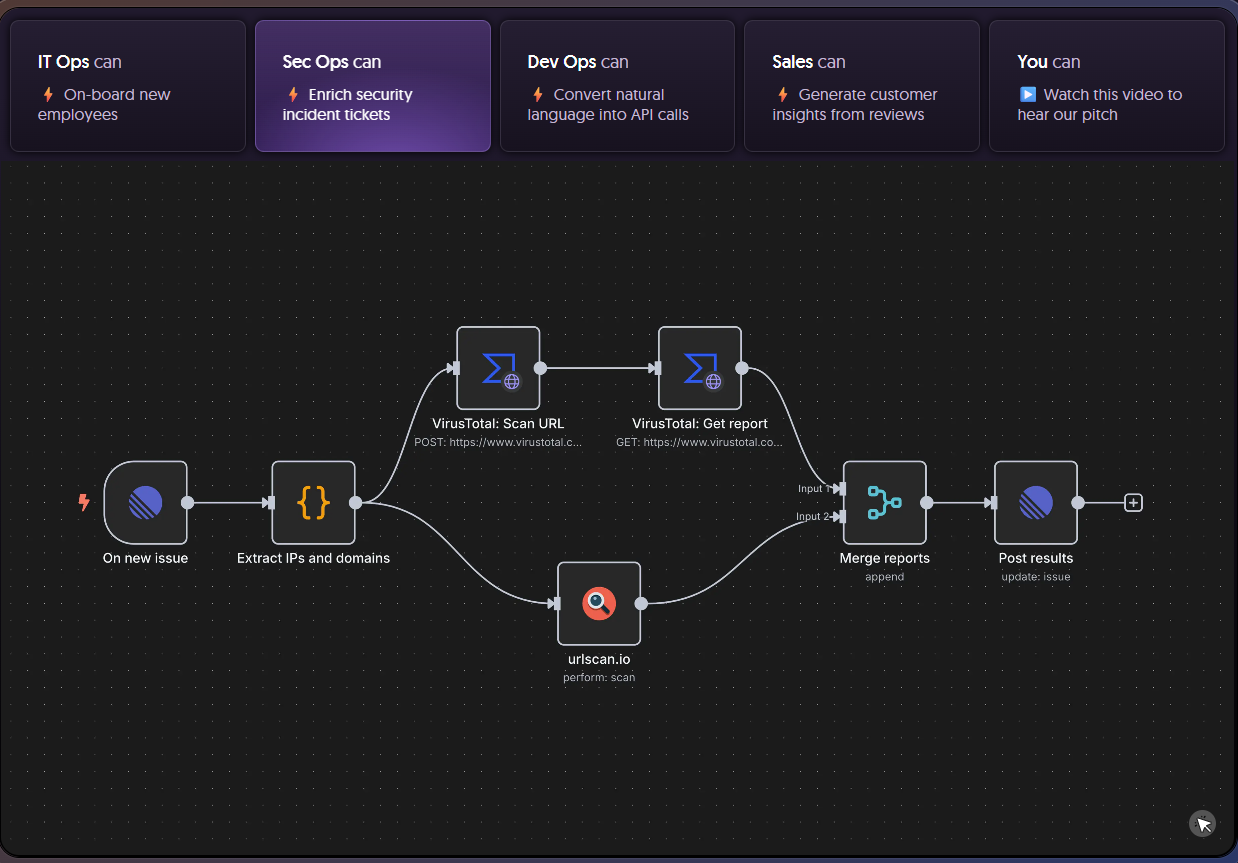 IT Ops can
On-board new
employees
Sec Ops can
Enrich security
incident tickets
Dev Ops can
Convert natural
language into API calls
Sales can
Generate customer
insights from reviews
You can
Watch this video to
hear our pitch
VirusTotal: Scan URL
POST: https://www.virustotal.c...
VirusTotal: Get report
GET: https://www.virustotal.co...
On new issue
Extract IPs and domains
Input 1
Input 2
Merge reports
append
Post results
update: issue
urlscan.io
perform: scan